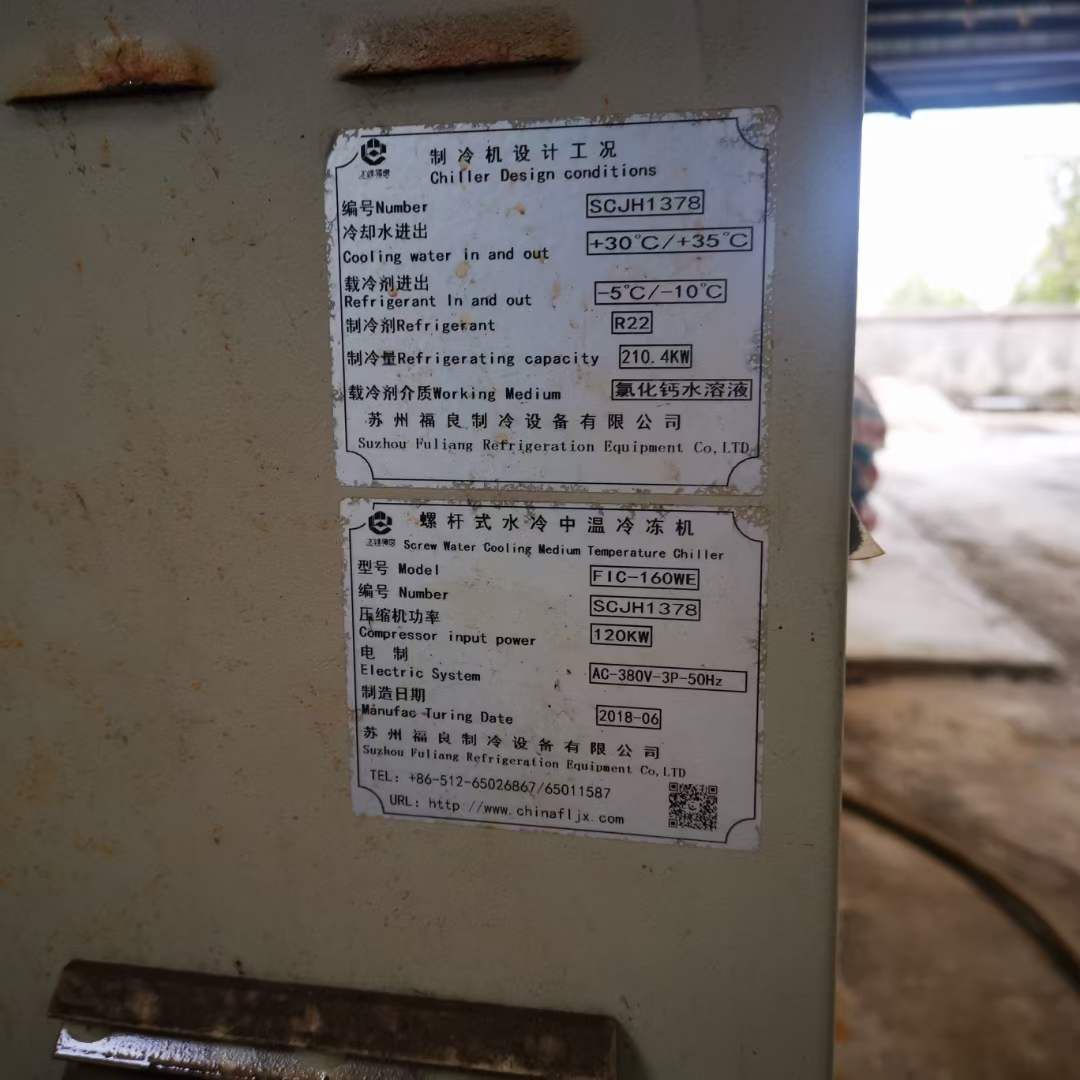 制冷机设计工况
Chiller Design conditions
编号Number SCJH1378
冷却水进出
Cooling water in and out +30℃/+35℃
载冷剂进出
Refrigerant In and out -5℃/-10℃
制冷剂Refrigerant R22
制冷量Refrigerating capacity 210.4KW
载冷剂介质Working Medium 氯化钙水溶液
苏州福良制冷设备有限公司
Suzhou Fuliang Refrigeration Equipment Co,LTD
螺杆式水冷中温冷冻机
Screw Water Cooling Medium Temperature Chiller
型号 Model FIC-160WE
编号 Number SCJH1378
压缩机功率
Compressor input power 120KW
电 制
Electric System AC-380V-3P-50Hz
制造日期
Manufac Turing Date 2018-06
苏州福良制冷设备有限公司
Suzhou Fuliang Refrigeration Equipment Co,LTD
TEL: +86-512-65026867/65011587
URL: http //www.chinafljx.com